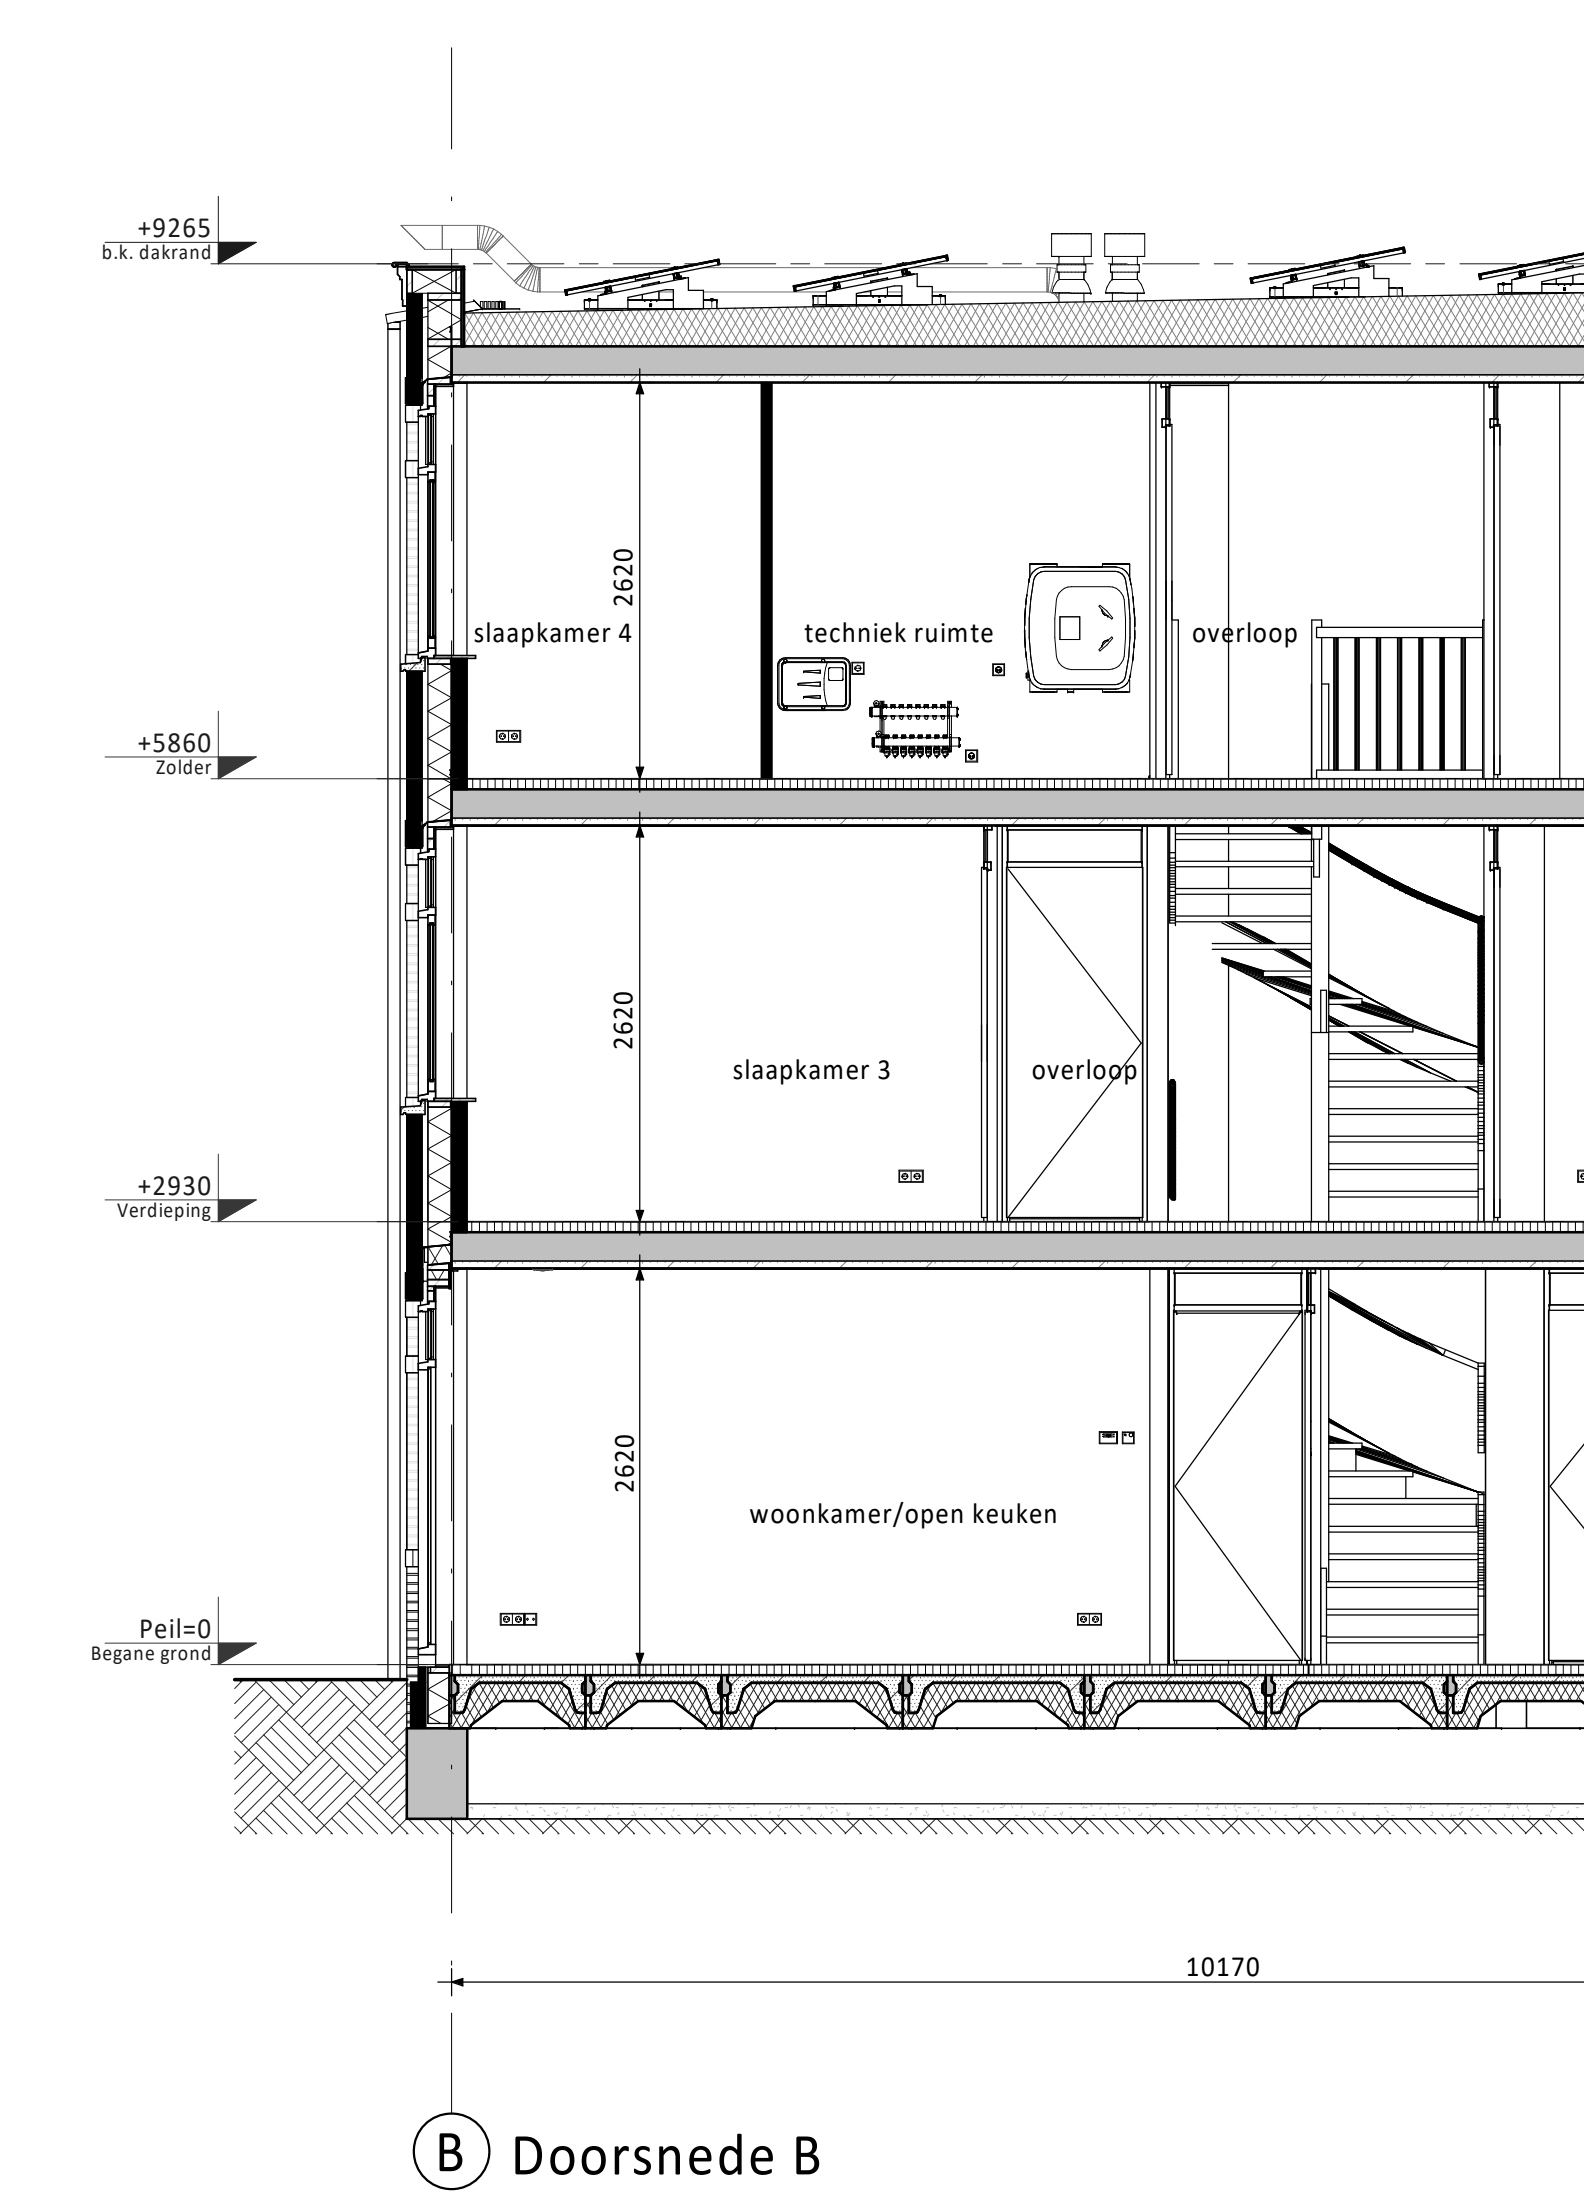 +9265
b.k. dakrand
2620
slaapkamer 4
techniek ruimte
overloop
+5860
Zolder
2620
slaapkamer 3
overloop
+2930
Verdieping
2620
woonkamer/open keuken
Peil=0
Begane grond
10170
B Doorsnede B